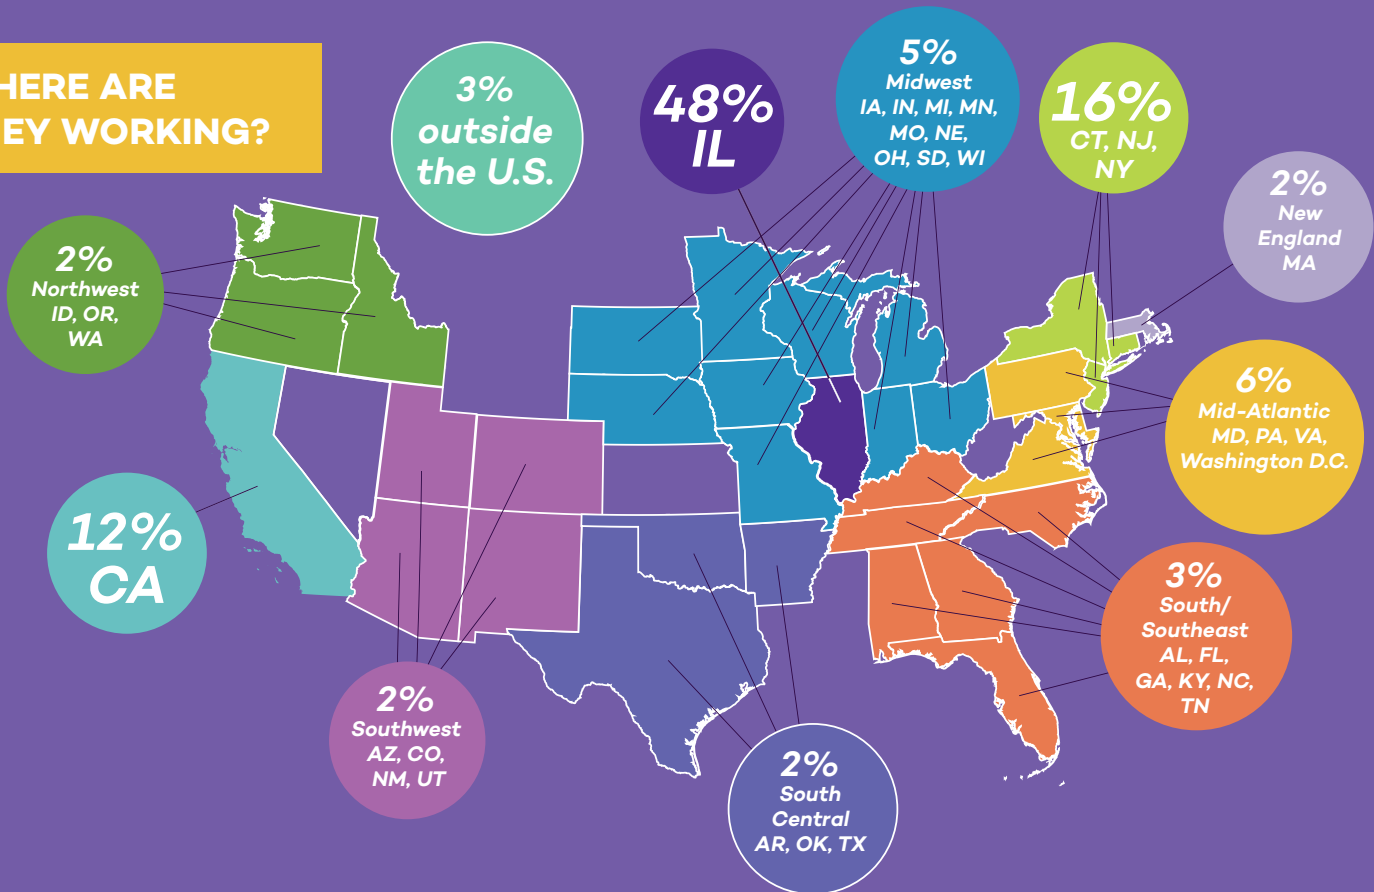 HERE ARE
EY WORKING?
3%
outside
the U.S.
48%
IL
5%
Midwest
IA, IN, MI, MN,
MO, NE,
OH, SD, WI
16%
CT, NJ,
NY
2%
New
England
MA
2%
Northwest
ID, OR,
WA
6%
Mid-Atlantic
MD, PA, VA,
Washington D.C.
12%
CA
3%
South/
Southeast
AL, FL,
GA, KY, NC,
TN
2%
Southwest
AZ, CO,
NM, UT
2%
South
Central
AR, OK, TX